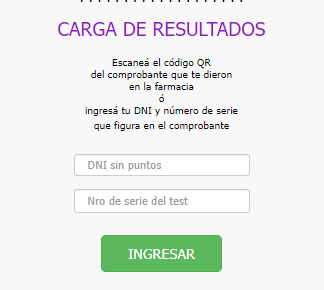 CARGA DE RESULTADOS
Escaneá el código QR
del comprobante que te dieron
en la farmacia
ó
ingresá tu DNI y número de serie
que figura en el comprobante
DNI sin puntos
Nro de serie del test
INGRESAR